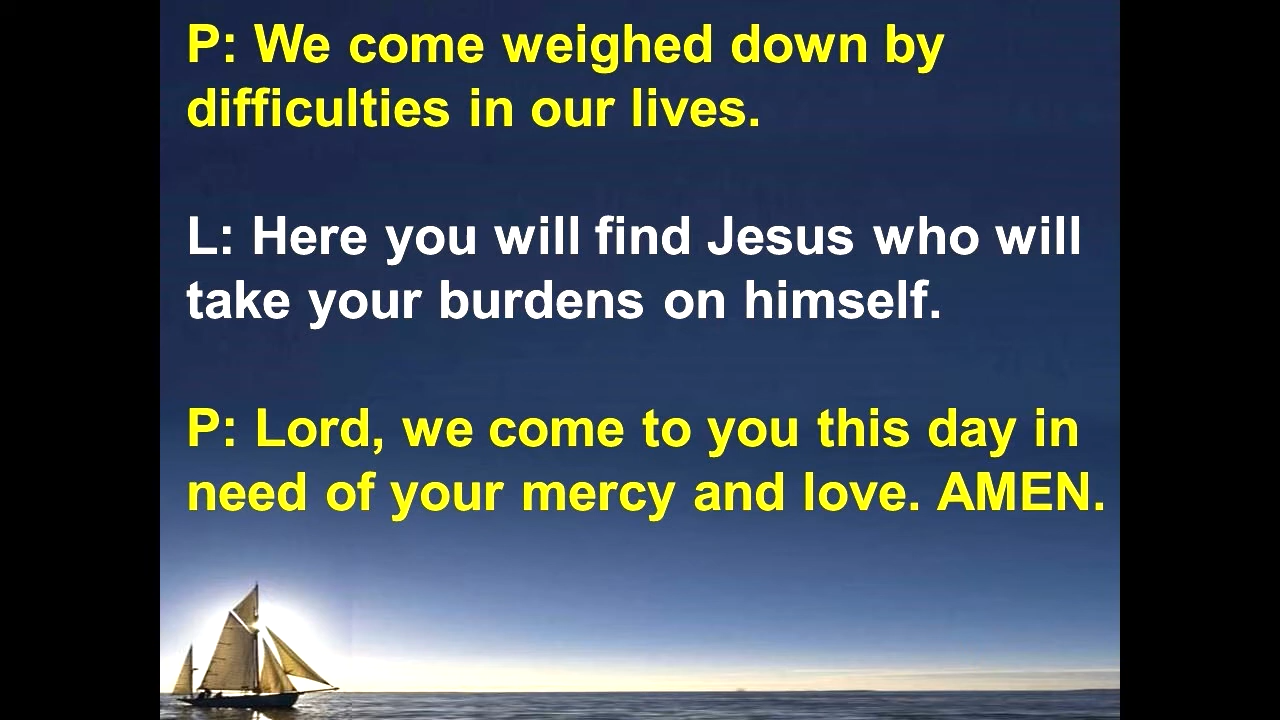 P: We come weighed down by
difficulties in our lives.
L: Here you will find Jesus who will
take your burdens on himself.
P: Lord, we come to you this day in
need of your mercy and love. AMEN.